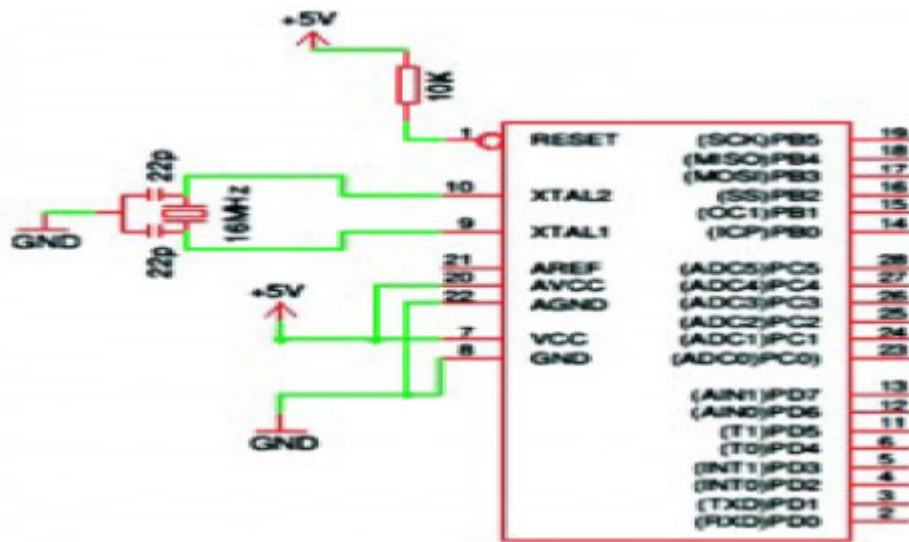 +5V
10K
1 RESET (SCK)PB5 19
(MISO)PB4 18
(MOSI)PB3 17
10 XTAL2 (SS)PB2 16
(OC1)PB1 15
9 XTAL1 (ICP)PB0 14
22p
16MHz
22p
GND
21 AREF (ADC5)PC5 28
20 AVCC (ADC4)PC4 27
22 AGND (ADC3)PC3 26
(ADC2)PC2 25
+5V
7 VCC (ADC1)PC1 24
8 GND (ADC0)PC0) 23
GND
(AIN1)PD7 13
(AIN0)PD6 12
(T1)PD5 11
(T0)PD4 6
(INT1)PD3 5
(INT0)PD2 4
(TXD)PD1 3
(RXD)PD0 2